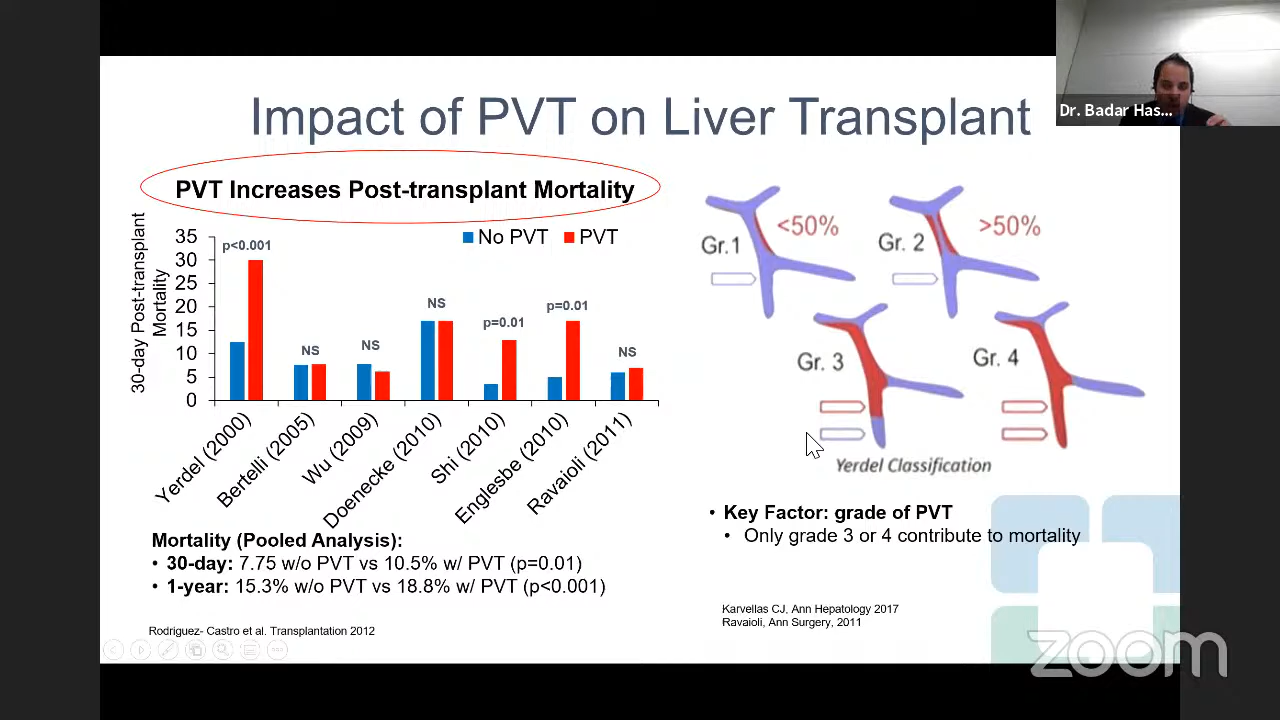 Impact of PVT on Liver Transplant
Dr. Badar Has...
PVT Increases Post-transplant Mortality
30-day Post-transplant
Mortality
35
30
25
20
15
10
5
0
No PVT
PVT
p<0.001
NS
NS
NS
p=0.01
p=0.01
NS
Yerdel (2000)
Bertelli (2005)
Wu (2009)
Doenecke (2010)
Shi (2010)
Englesbe (2010)
Ravaioli (2011)
Mortality (Pooled Analysis):
• 30-day: 7.75 w/o PVT vs 10.5% w/ PVT (p=0.01)
• 1-year: 15.3% w/o PVT vs 18.8% w/ PVT (p<0.001)
Rodriguez- Castro et al. Transplantation 2012
Gr.1
<50%
Gr. 2
>50%
Gr. 3
Gr. 4
Yerdel Classification
• Key Factor: grade of PVT
• Only grade 3 or 4 contribute to mortality
Karvellas CJ, Ann Hepatology 2017
Ravaioli, Ann Surgery, 2011
zoom